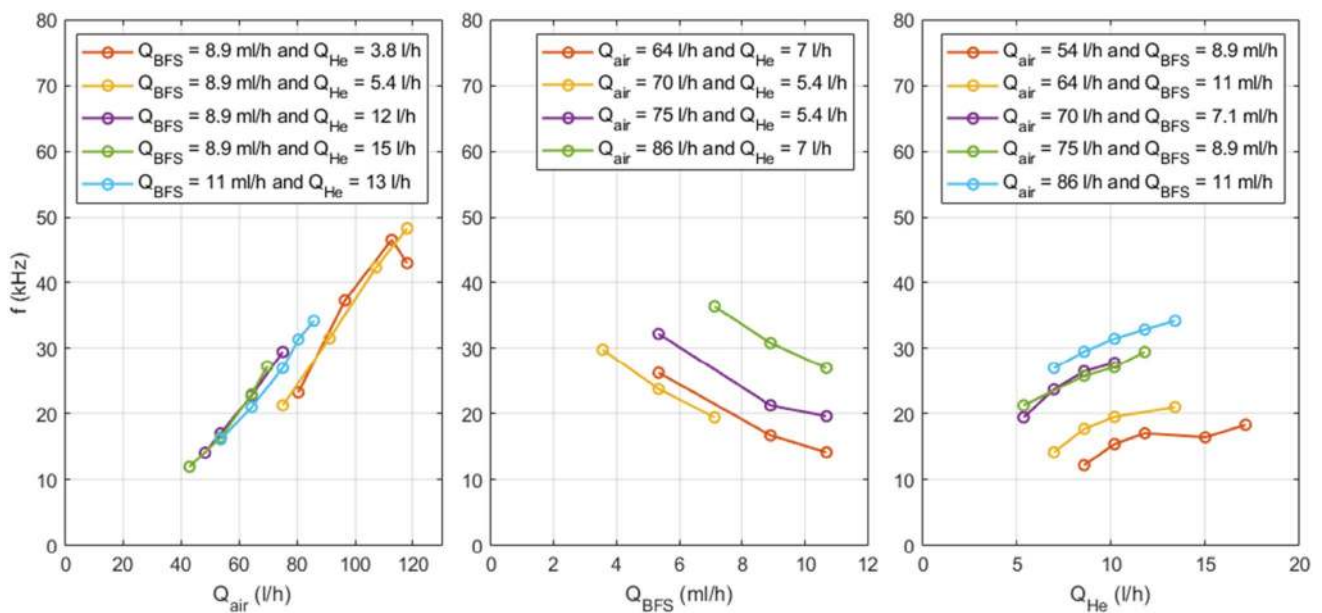 80
70
60
50
40
30
20
10
0
f (kHz)
Q_BFS = 8.9 ml/h and Q_He = 3.8 l/h
Q_BFS = 8.9 ml/h and Q_He = 5.4 l/h
Q_BFS = 8.9 ml/h and Q_He = 12 l/h
Q_BFS = 8.9 ml/h and Q_He = 15 l/h
Q_BFS = 11 ml/h and Q_He = 13 l/h
0 20 40 60 80 100 120
Q_air (l/h)
80
70
60
50
40
30
20
10
0
Q_air = 64 l/h and Q_He = 7 l/h
Q_air = 70 l/h and Q_He = 5.4 l/h
Q_air = 75 l/h and Q_He = 5.4 l/h
Q_air = 86 l/h and Q_He = 7 l/h
0 2 4 6 8 10 12
Q_BFS (ml/h)
80
70
60
50
40
30
20
10
0
Q_air = 54 l/h and Q_BFS = 8.9 ml/h
Q_air = 64 l/h and Q_BFS = 11 ml/h
Q_air = 70 l/h and Q_BFS = 7.1 ml/h
Q_air = 75 l/h and Q_BFS = 8.9 ml/h
Q_air = 86 l/h and Q_BFS = 11 ml/h
0 5 10 15 20
Q_He (l/h)